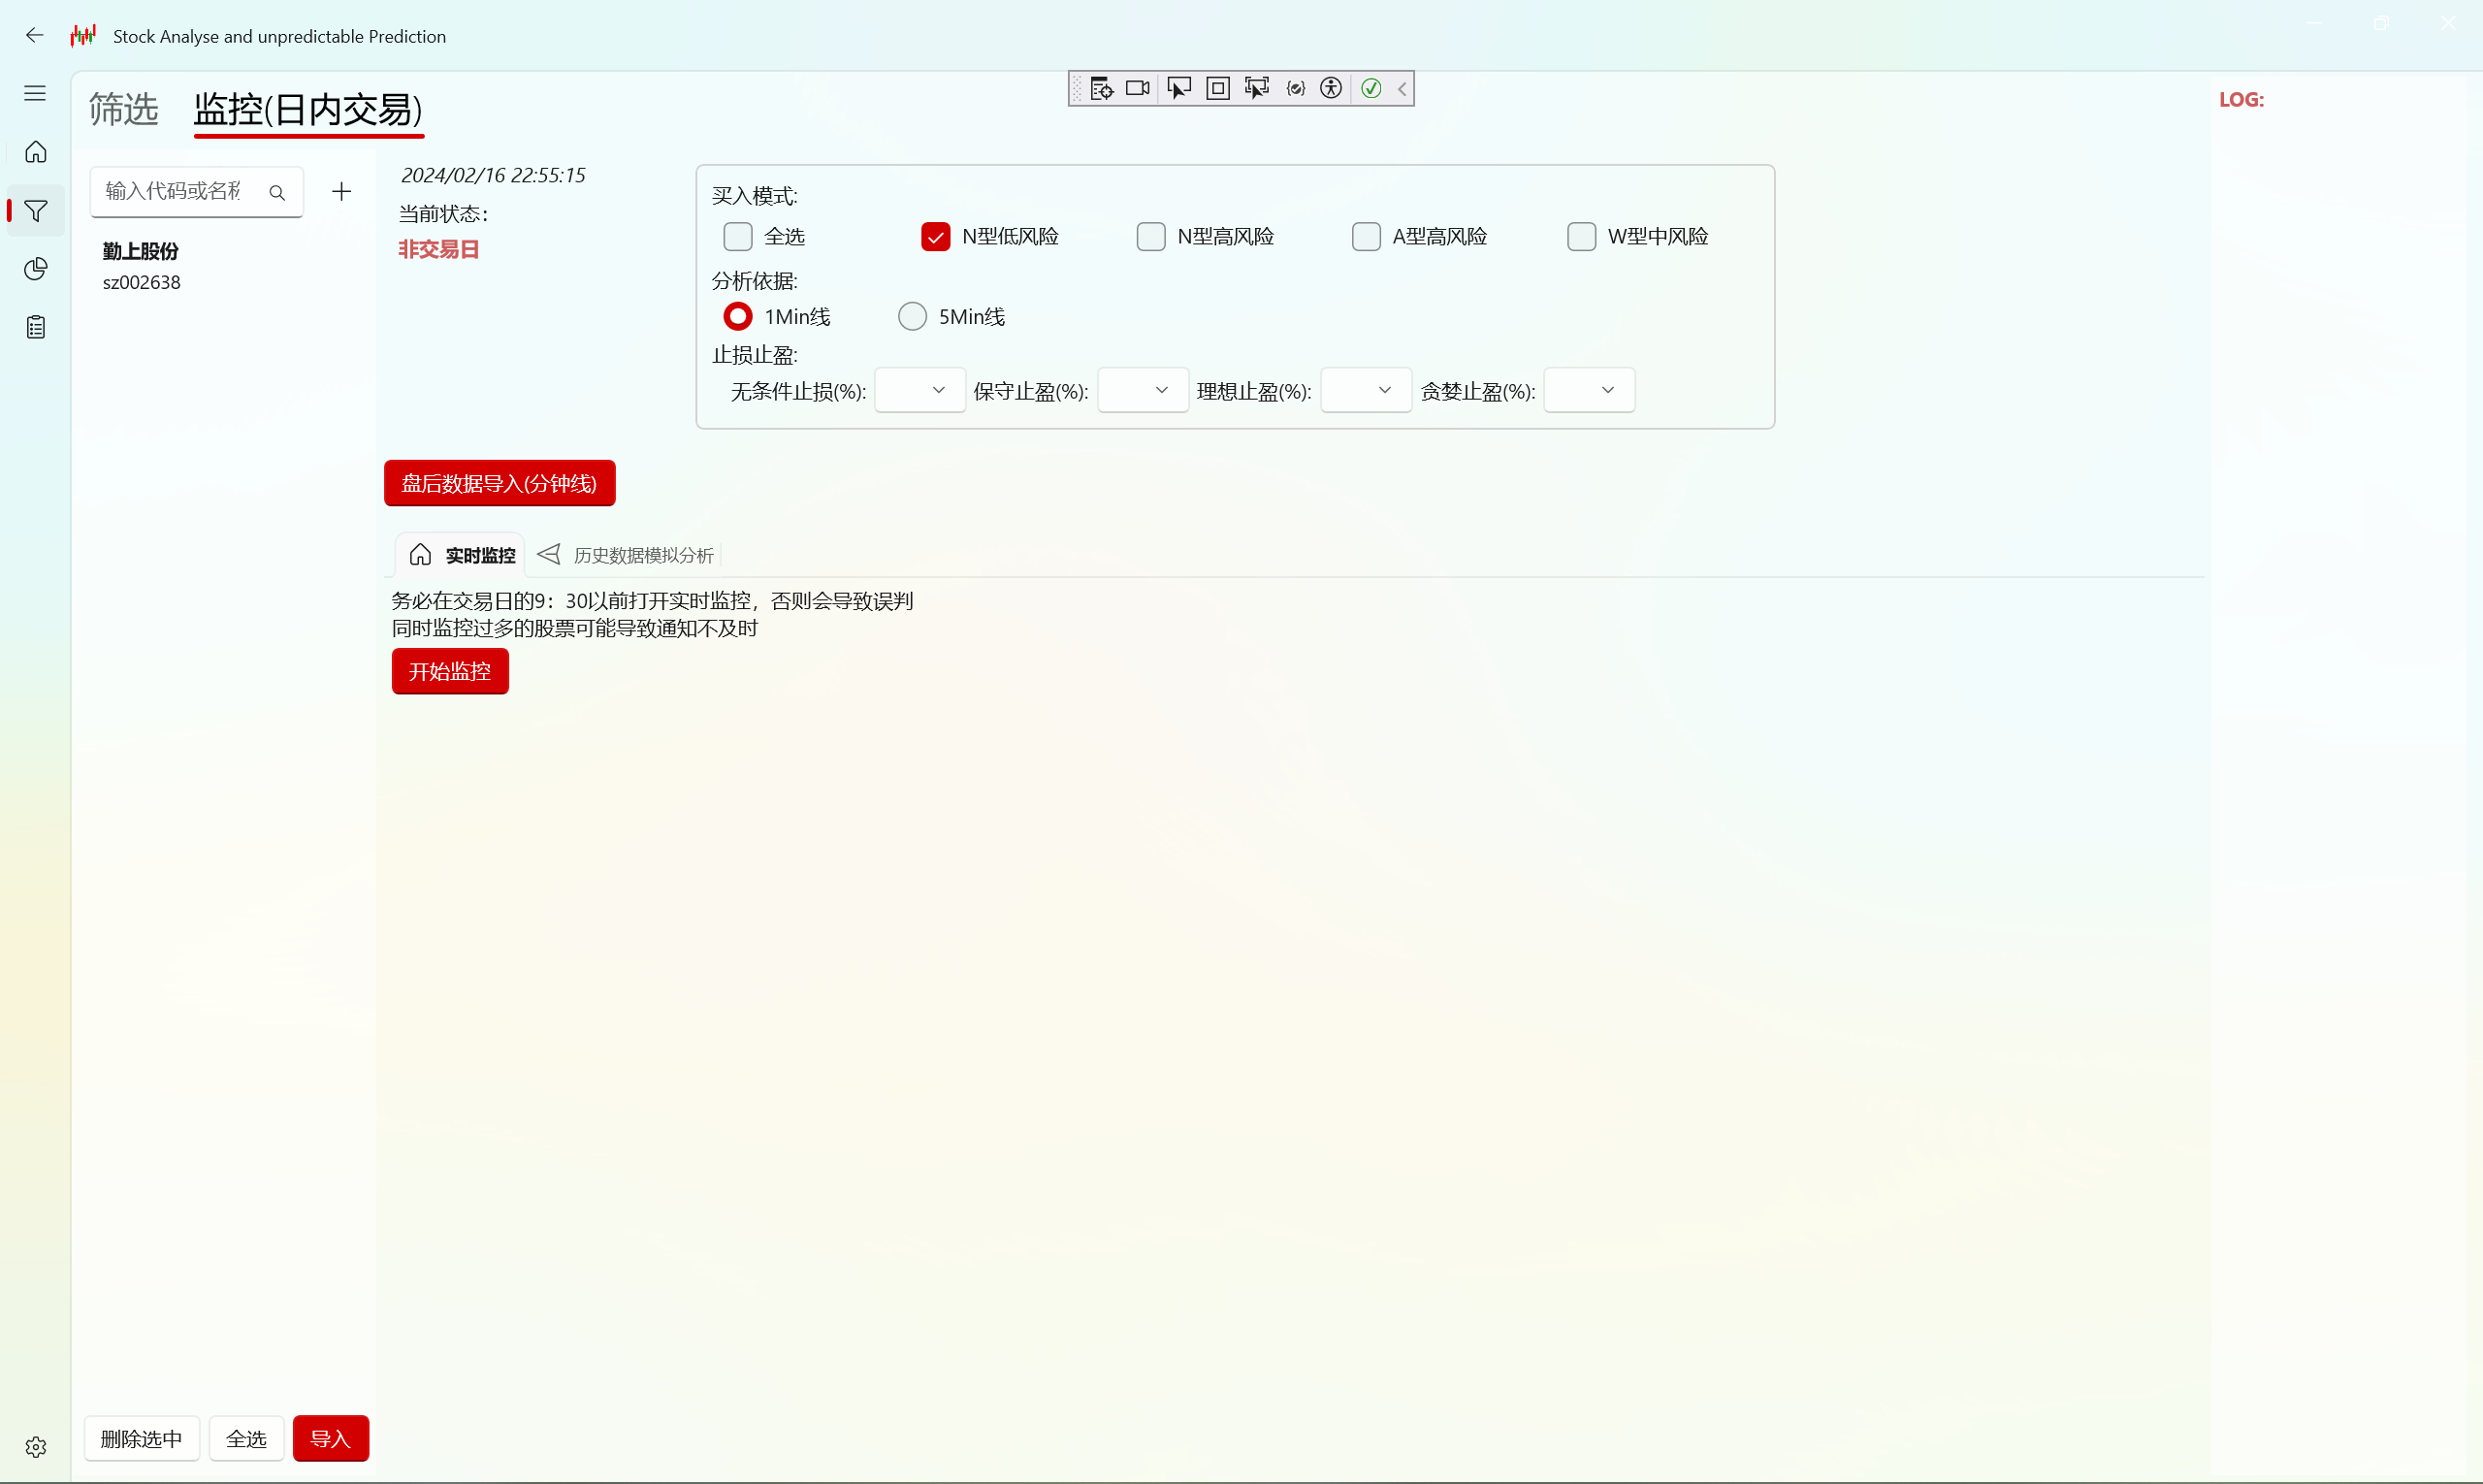 Stock Analyse and unpredictable Prediction
筛选 监控(日内交易)
LOG:
输入代码或名称
勤上股份
sz002638
2024/02/16 22:55:15
当前状态：
非交易日
买入模式:
全选 N型低风险 N型高风险 A型高风险 W型中风险
分析依据:
1Min线 5Min线
止损止盈:
无条件止损(%): 保守止盈(%): 理想止盈(%): 贪婪止盈(%):
盘后数据导入(分钟线)
实时监控 历史数据模拟分析
务必在交易日的9：30以前打开实时监控，否则会导致误判
同时监控过多的股票可能导致通知不及时
开始监控
删除选中 全选 导入